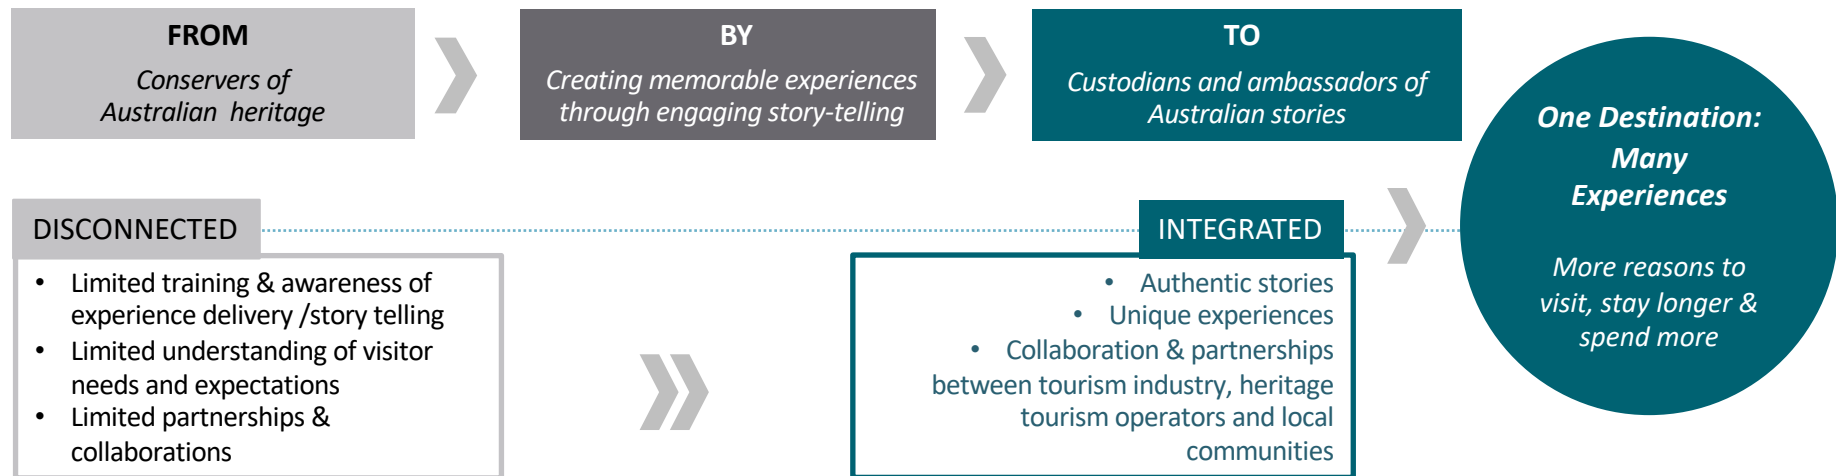 FROM
Conservers of
Australian heritage
BY
Creating memorable experiences
through engaging story-telling
TO
Custodians and ambassadors of
Australian stories
One Destination:
Many
Experiences
More reasons to
visit, stay longer &
spend more
DISCONNECTED
• Limited training & awareness of
experience delivery /story telling
• Limited understanding of visitor
needs and expectations
• Limited partnerships &
collaborations
INTEGRATED
• Authentic stories
• Unique experiences
• Collaboration & partnerships
between tourism industry, heritage
tourism operators and local
communities